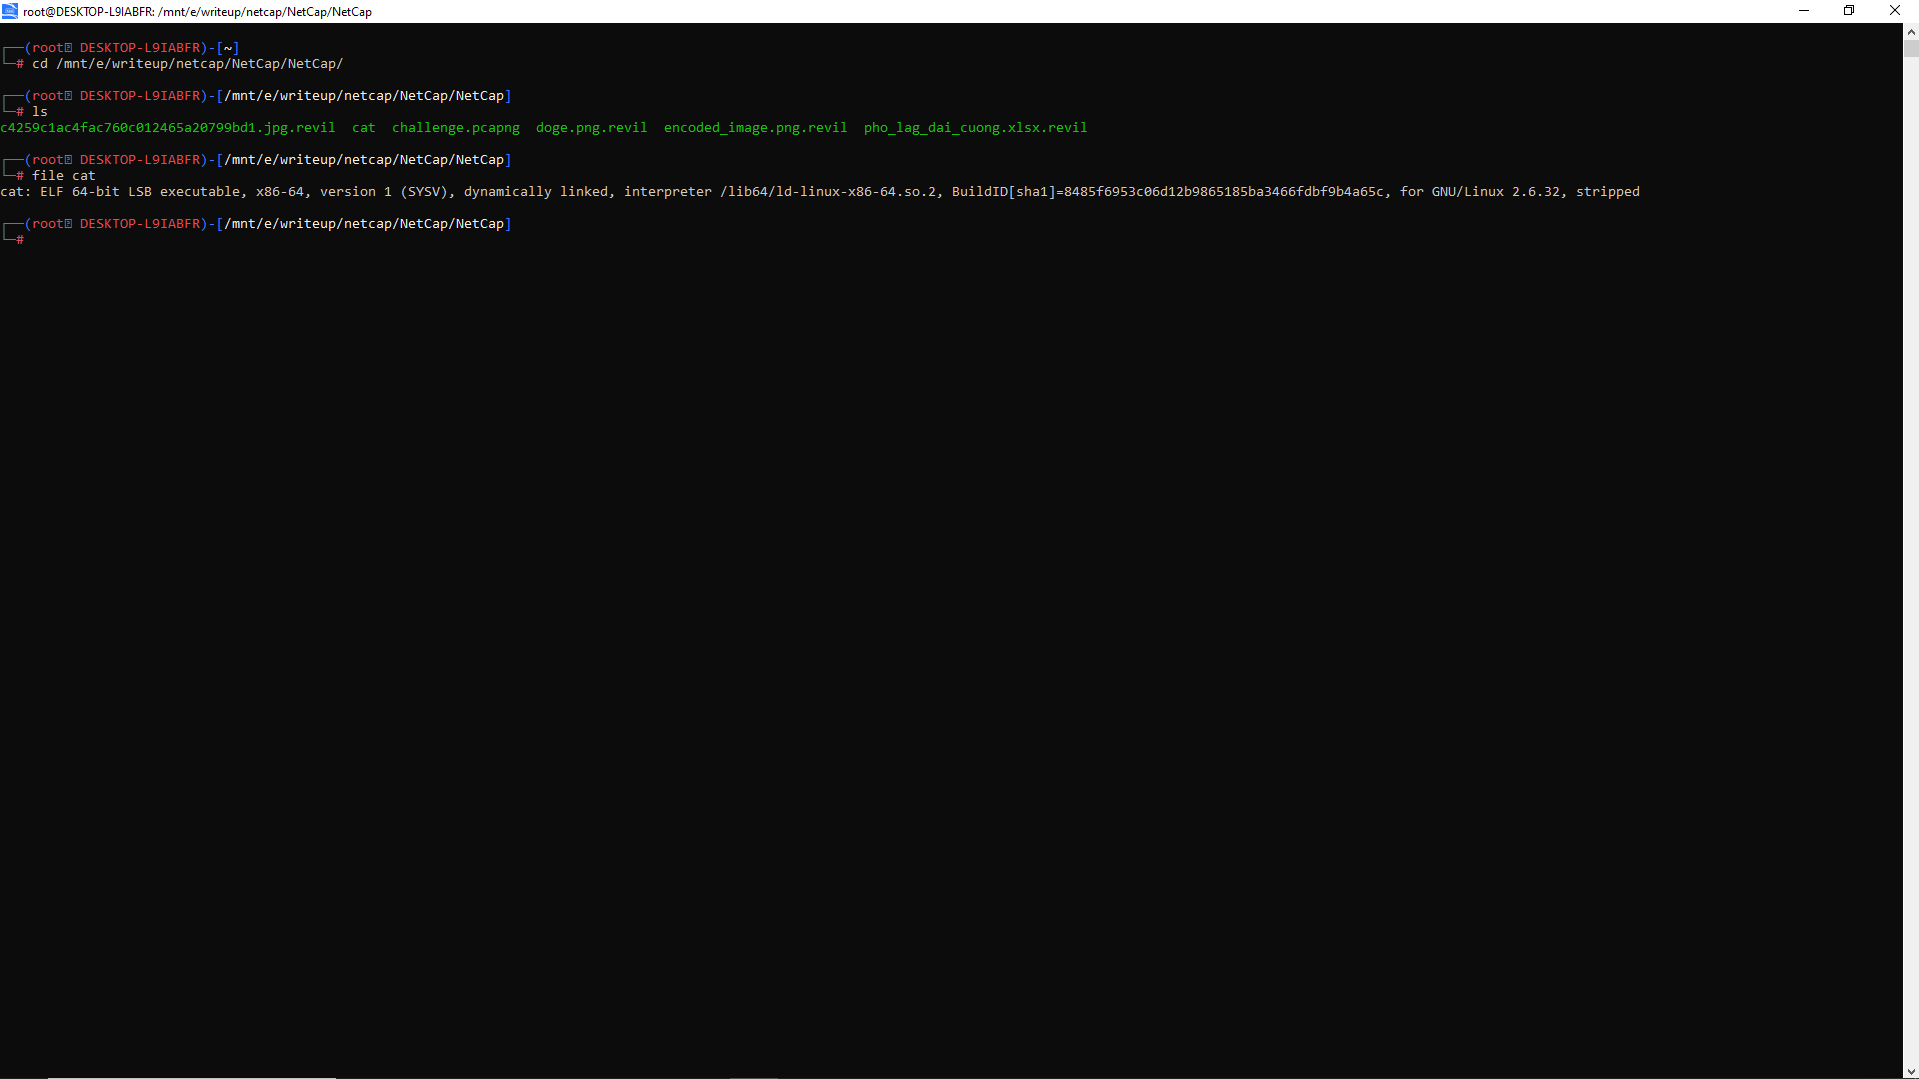 root@DESKTOP-L9IABFR: /mnt/e/writeup/netcap/NetCap/NetCap
┌──(root DESKTOP-L9IABFR)-[~]
└─# cd /mnt/e/writeup/netcap/NetCap/NetCap/
┌──(root DESKTOP-L9IABFR)-[/mnt/e/writeup/netcap/NetCap/NetCap]
└─# ls
c4259c1ac4fac760c012465a20799bd1.jpg.revil  cat  challenge.pcapng  doge.png.revil  encoded_image.png.revil  pho_lag_dai_cuong.xlsx.revil
┌──(root DESKTOP-L9IABFR)-[/mnt/e/writeup/netcap/NetCap/NetCap]
└─# file cat
cat: ELF 64-bit LSB executable, x86-64, version 1 (SYSV), dynamically linked, interpreter /lib64/ld-linux-x86-64.so.2, BuildID[sha1]=8485f6953c06d12b9865185ba3466fdbf9b4a65c, for GNU/Linux 2.6.32, stripped
┌──(root DESKTOP-L9IABFR)-[/mnt/e/writeup/netcap/NetCap/NetCap]
└─#